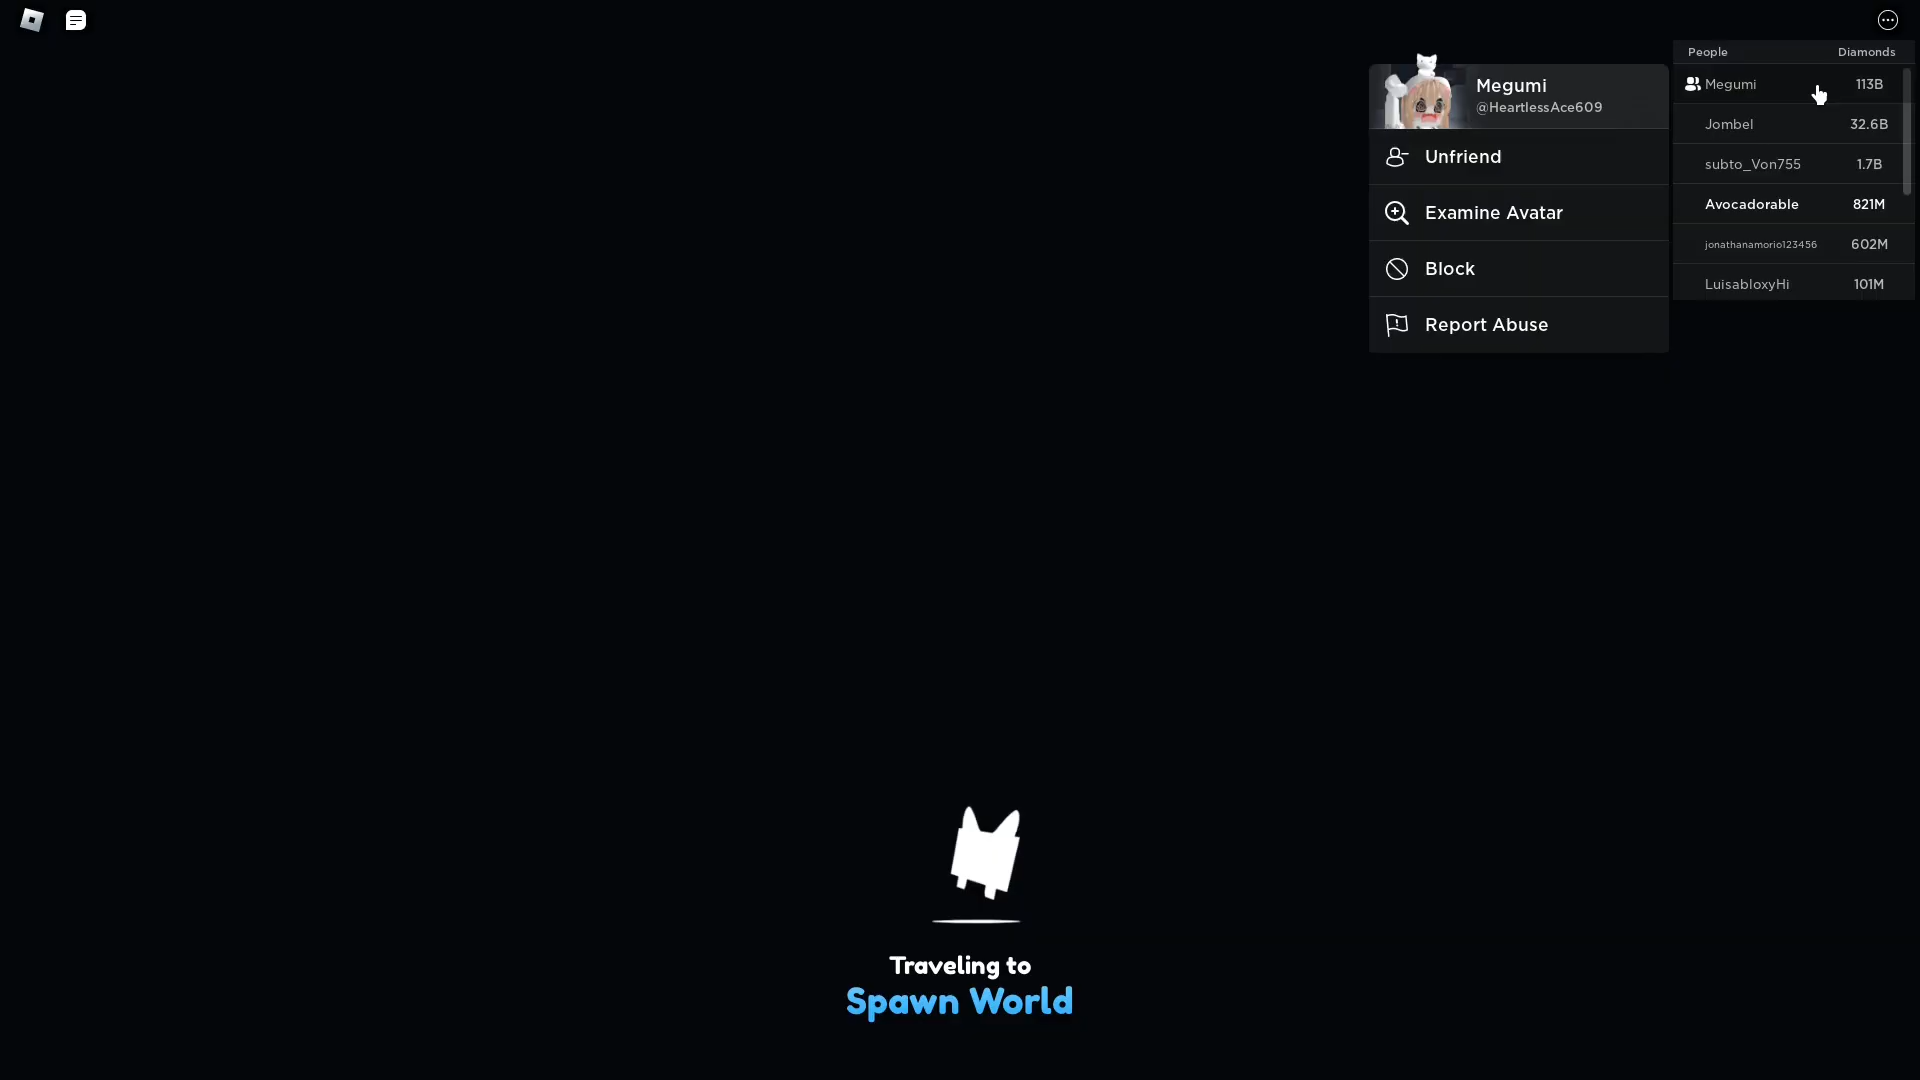 People Diamonds
Megumi 113B
Jombel 32.6B
subto_Von755 1.7B
Avocadorable 821M
jonathanamorio123456 602M
LuisabloxyHi 101M
Megumi
@HeartlessAce609
Unfriend
Examine Avatar
Block
Report Abuse
Traveling to
Spawn World